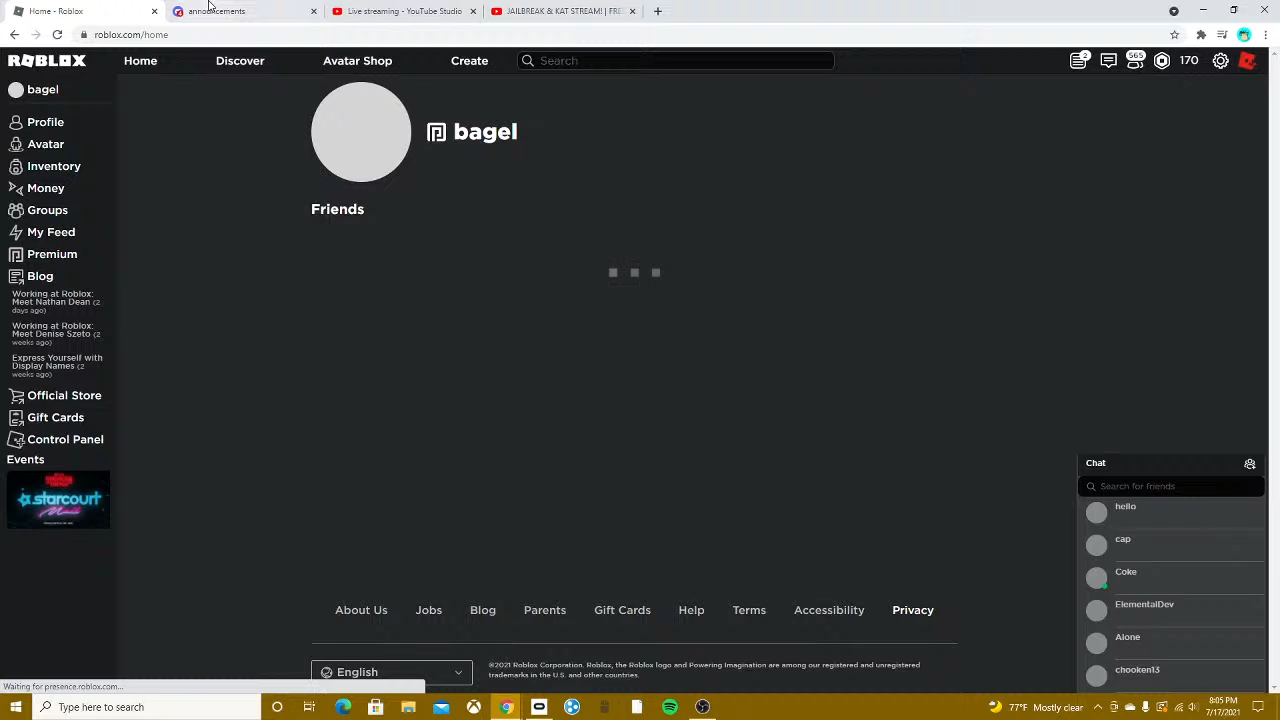 Home - Roblox
announcements
Live streaming - YouTube Studio
JAILBREAK & KAT STREAM! | FREE
roblox.com/home
ROBLOX
Home
Discover
Avatar Shop
Create
Search
2
565
170
bagel
Profile
Avatar
Inventory
Money
Groups
My Feed
Premium
Blog
Working at Roblox:
Meet Nathan Dean (2
days ago)
Working at Roblox:
Meet Denise Szeto (2
weeks ago)
Express Yourself with
Display Names (2
weeks ago)
Official Store
Gift Cards
Control Panel
Events
starcourt
bagel
Friends
Chat
Search for friends
hello
cap
Coke
ElementalDev
Alone
chooken13
About Us
Jobs
Blog
Parents
Gift Cards
Help
Terms
Accessibility
Privacy
English
©2021 Roblox Corporation. Roblox, the Roblox logo and Powering Imagination are among our registered and unregistered
trademarks in the U.S. and other countries.
Waiting for presence.roblox.com...
Type here to search
77°F Mostly clear
8:05 PM
7/17/2021